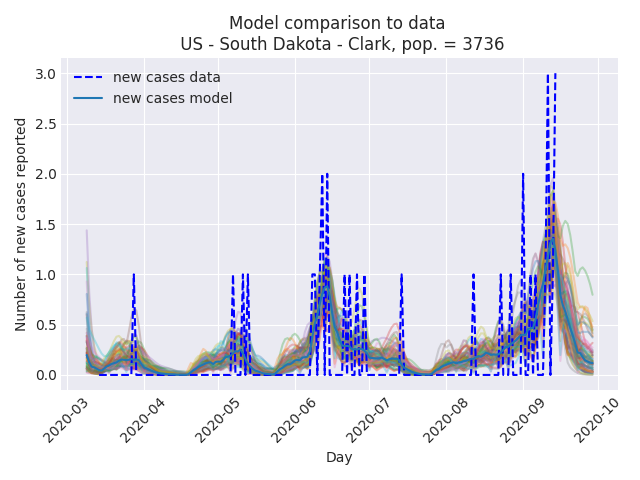 Model comparison to data
US - South Dakota - Clark, pop. = 3736
new cases data
new cases model
Number of new cases reported
3.0
2.5
2.0
1.5
1.0
0.5
0.0
2020-03
2020-04
2020-05
2020-06
2020-07
2020-08
2020-09
2020-10
Day